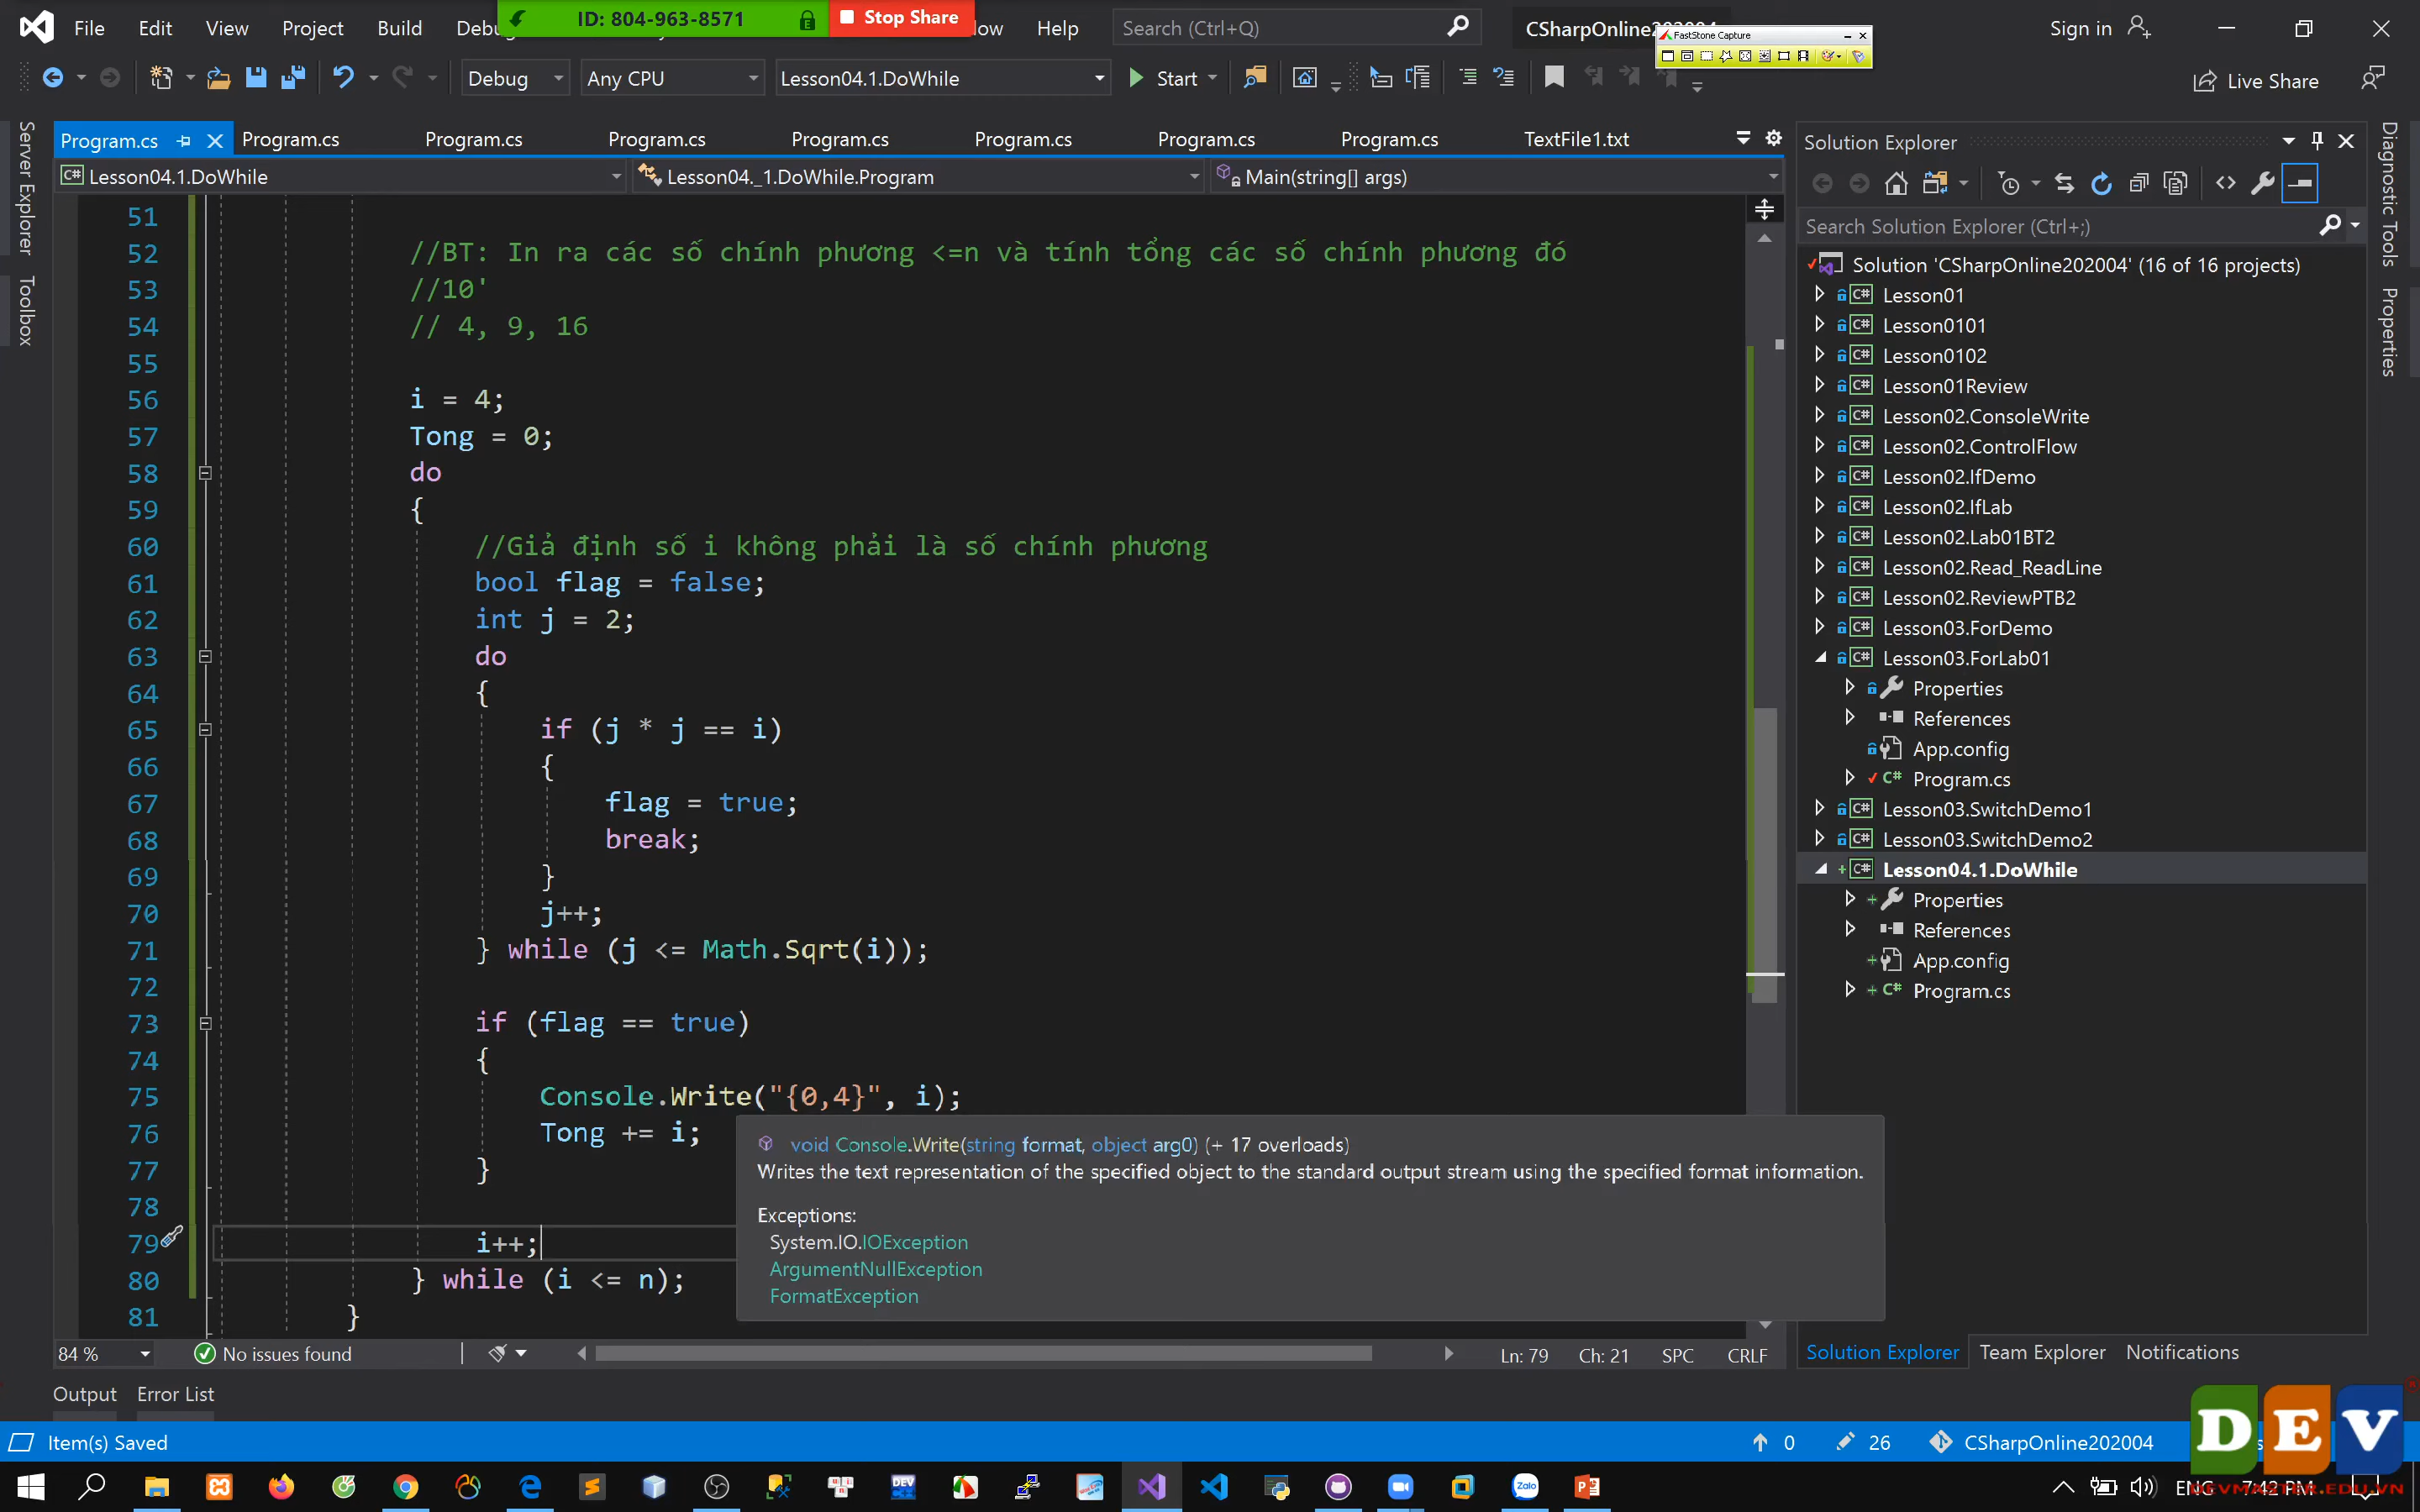 File Edit View Project Build
ID: 804-963-8571
Stop Share
Help
Search (Ctrl+Q)
FastStone Capture
Sign in
Debug Any CPU Lesson04.1.DoWhile Start
Live Share
Server Explorer
Toolbox
Program.cs Program.cs Program.cs Program.cs Program.cs Program.cs Program.cs Program.cs TextFile1.txt
Lesson04.1.DoWhile Lesson04._1.DoWhile.Program Main(string[] args)
51
52 //BT: In ra các số chính phương <=n và tính tổng các số chính phương đó
53 //10'
54 // 4, 9, 16
55
56 i = 4;
57 Tong = 0;
58 do
59 {
60 //Giả định số i không phải là số chính phương
61 bool flag = false;
62 int j = 2;
63 do
64 {
65 if (j * j == i)
66 {
67 flag = true;
68 break;
69 }
70 j++;
71 } while (j <= Math.Sqrt(i));
72
73 if (flag == true)
74 {
75 Console.Write("{0,4}", i);
76 Tong += i;
77 }
78
79 i++;
80 } while (i <= n);
81 }
void Console.Write(string format, object arg0) (+ 17 overloads)
Writes the text representation of the specified object to the standard output stream using the specified format information.
Exceptions:
System.IO.IOException
ArgumentNullException
FormatException
84 % No issues found Ln: 79 Ch: 21 SPC CRLF
Output Error List
Solution Explorer
Search Solution Explorer (Ctrl+;)
Solution 'CSharpOnline202004' (16 of 16 projects)
Lesson01
Lesson0101
Lesson0102
Lesson01Review
Lesson02.ConsoleWrite
Lesson02.ControlFlow
Lesson02.IfDemo
Lesson02.IfLab
Lesson02.Lab01BT2
Lesson02.Read_ReadLine
Lesson02.ReviewPTB2
Lesson03.ForDemo
Lesson03.ForLab01
Properties
References
App.config
Program.cs
Lesson03.SwitchDemo1
Lesson03.SwitchDemo2
Lesson04.1.DoWhile
Properties
References
App.config
Program.cs
Solution Explorer Team Explorer Notifications
Diagnostic Tools
Properties
Item(s) Saved 0 26 CSharpOnline202004
DEV
DEVMASTER.EDU.VN
ENG 7:42 PM